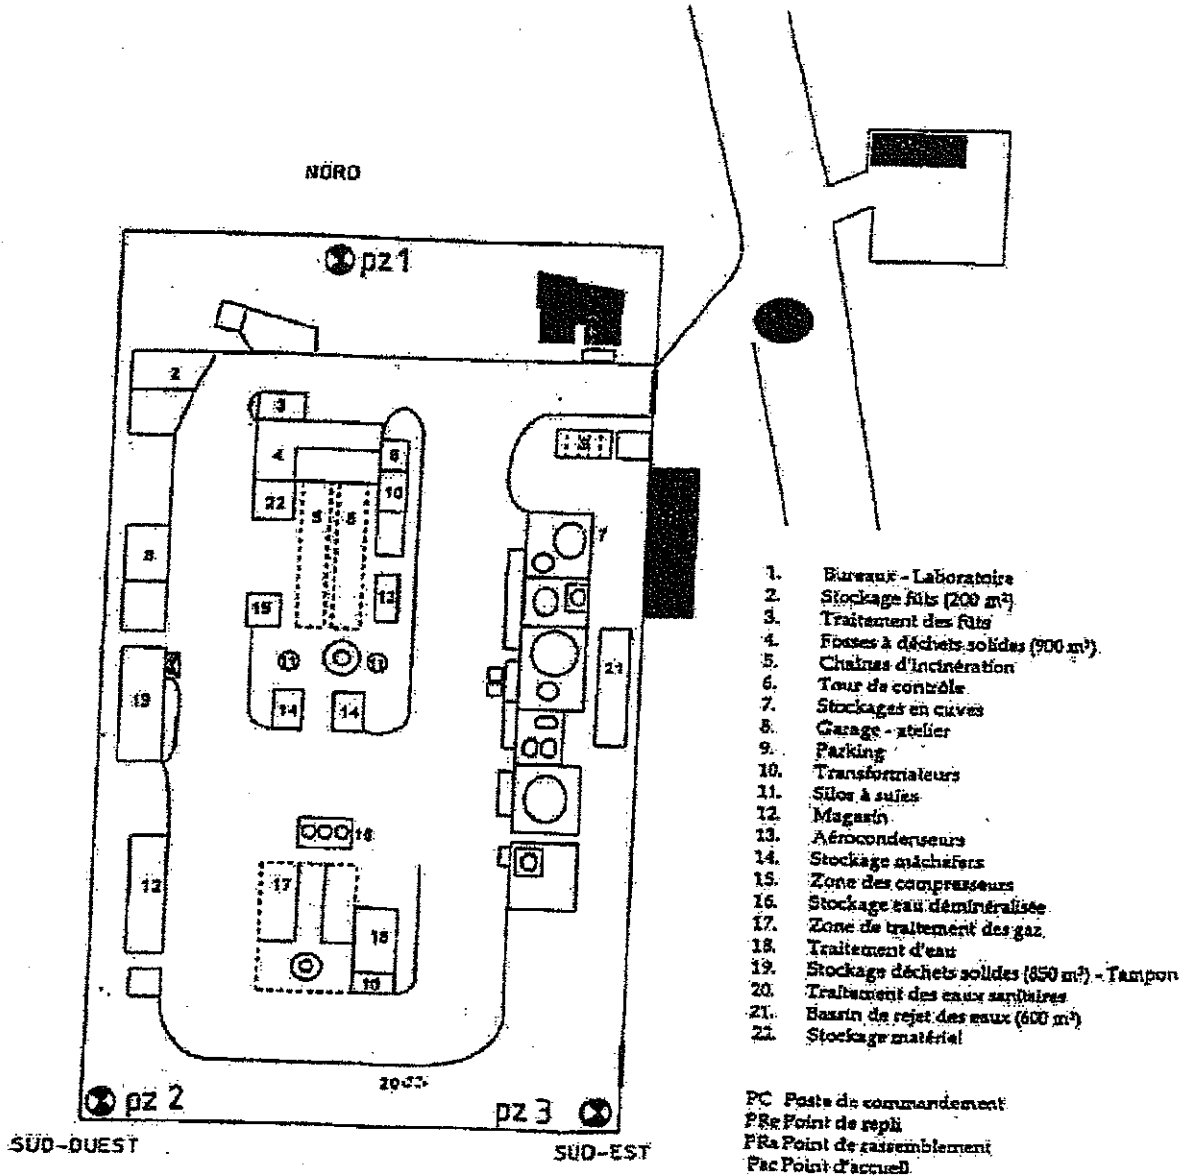 NORD
pz 1
2
3
4
6
22
10
5
5
7
8
15
13
11
11
19
14
14
21
16
12
17
18
10
20
pz 2
pz 3
SUD-OUEST
SUD-EST
1. Bureaux - Laboratoire
2. Stockage fûts (200 m²)
3. Traitement des fûts
4. Fosses à déchets solides (900 m³)
5. Chaînes d'incinération
6. Tour de contrôle
7. Stockages en cuves
8. Garage - atelier
9. Parking
10. Transformateurs
11. Silos à suies
12. Magasin
13. Aérocondenseurs
14. Stockage mâchefers
15. Zone des compresseurs
16. Stockage eau déminéralisée
17. Zone de traitement des gaz
18. Traitement d'eau
19. Stockage déchets solides (850 m³) - Tampon
20. Traitement des eaux sanitaires
21. Bassin de rejet des eaux (600 m³)
22. Stockage matériel
PC Poste de commandement
PRe Point de repli
PRa Point de rassemblement
Pac Point d'accueil